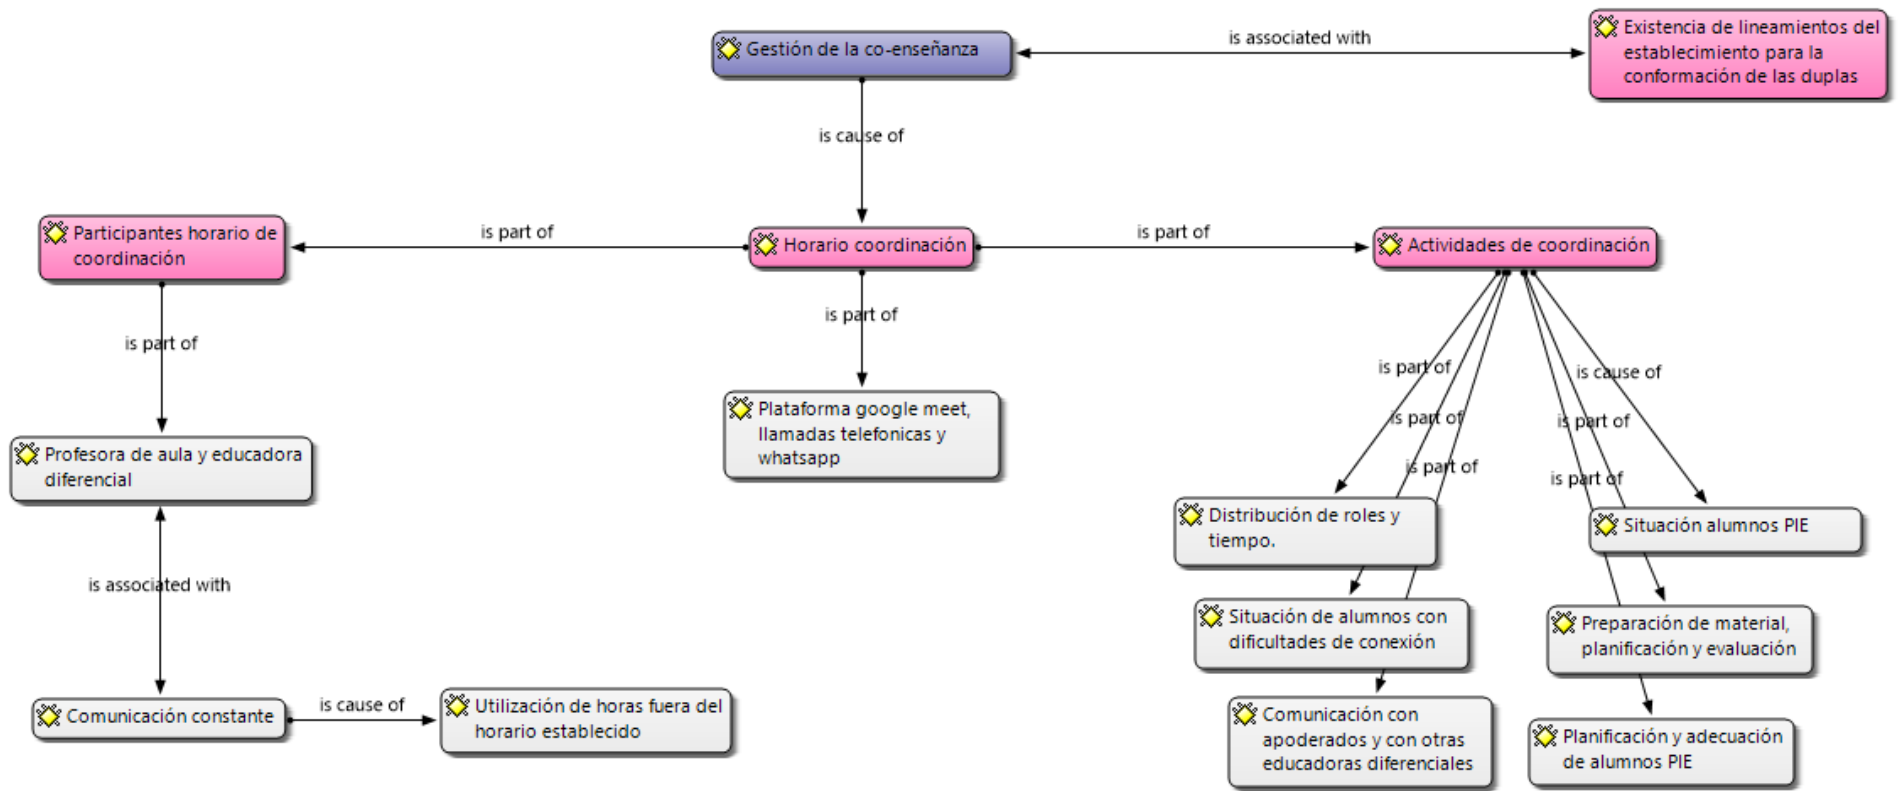 Gestión de la co-enseñanza
is associated with
Existencia de lineamientos del
establecimiento para la
conformación de las duplas
is cause of
Participantes horario de
coordinación
is part of
Horario coordinación
is part of
Actividades de coordinación
is part of
is part of
Profesora de aula y educadora
diferencial
Plataforma google meet,
llamadas telefonicas y
whatsapp
is part of
is part of
is part of
is cause of
is part of
is part of
Distribución de roles y
tiempo.
Situación alumnos PIE
Situación de alumnos con
dificultades de conexión
Preparación de material,
planificación y evaluación
Comunicación con
apoderados y con otras
educadoras diferenciales
Planificación y adecuación
de alumnos PIE
is associated with
Comunicación constante
is cause of
Utilización de horas fuera del
horario establecido